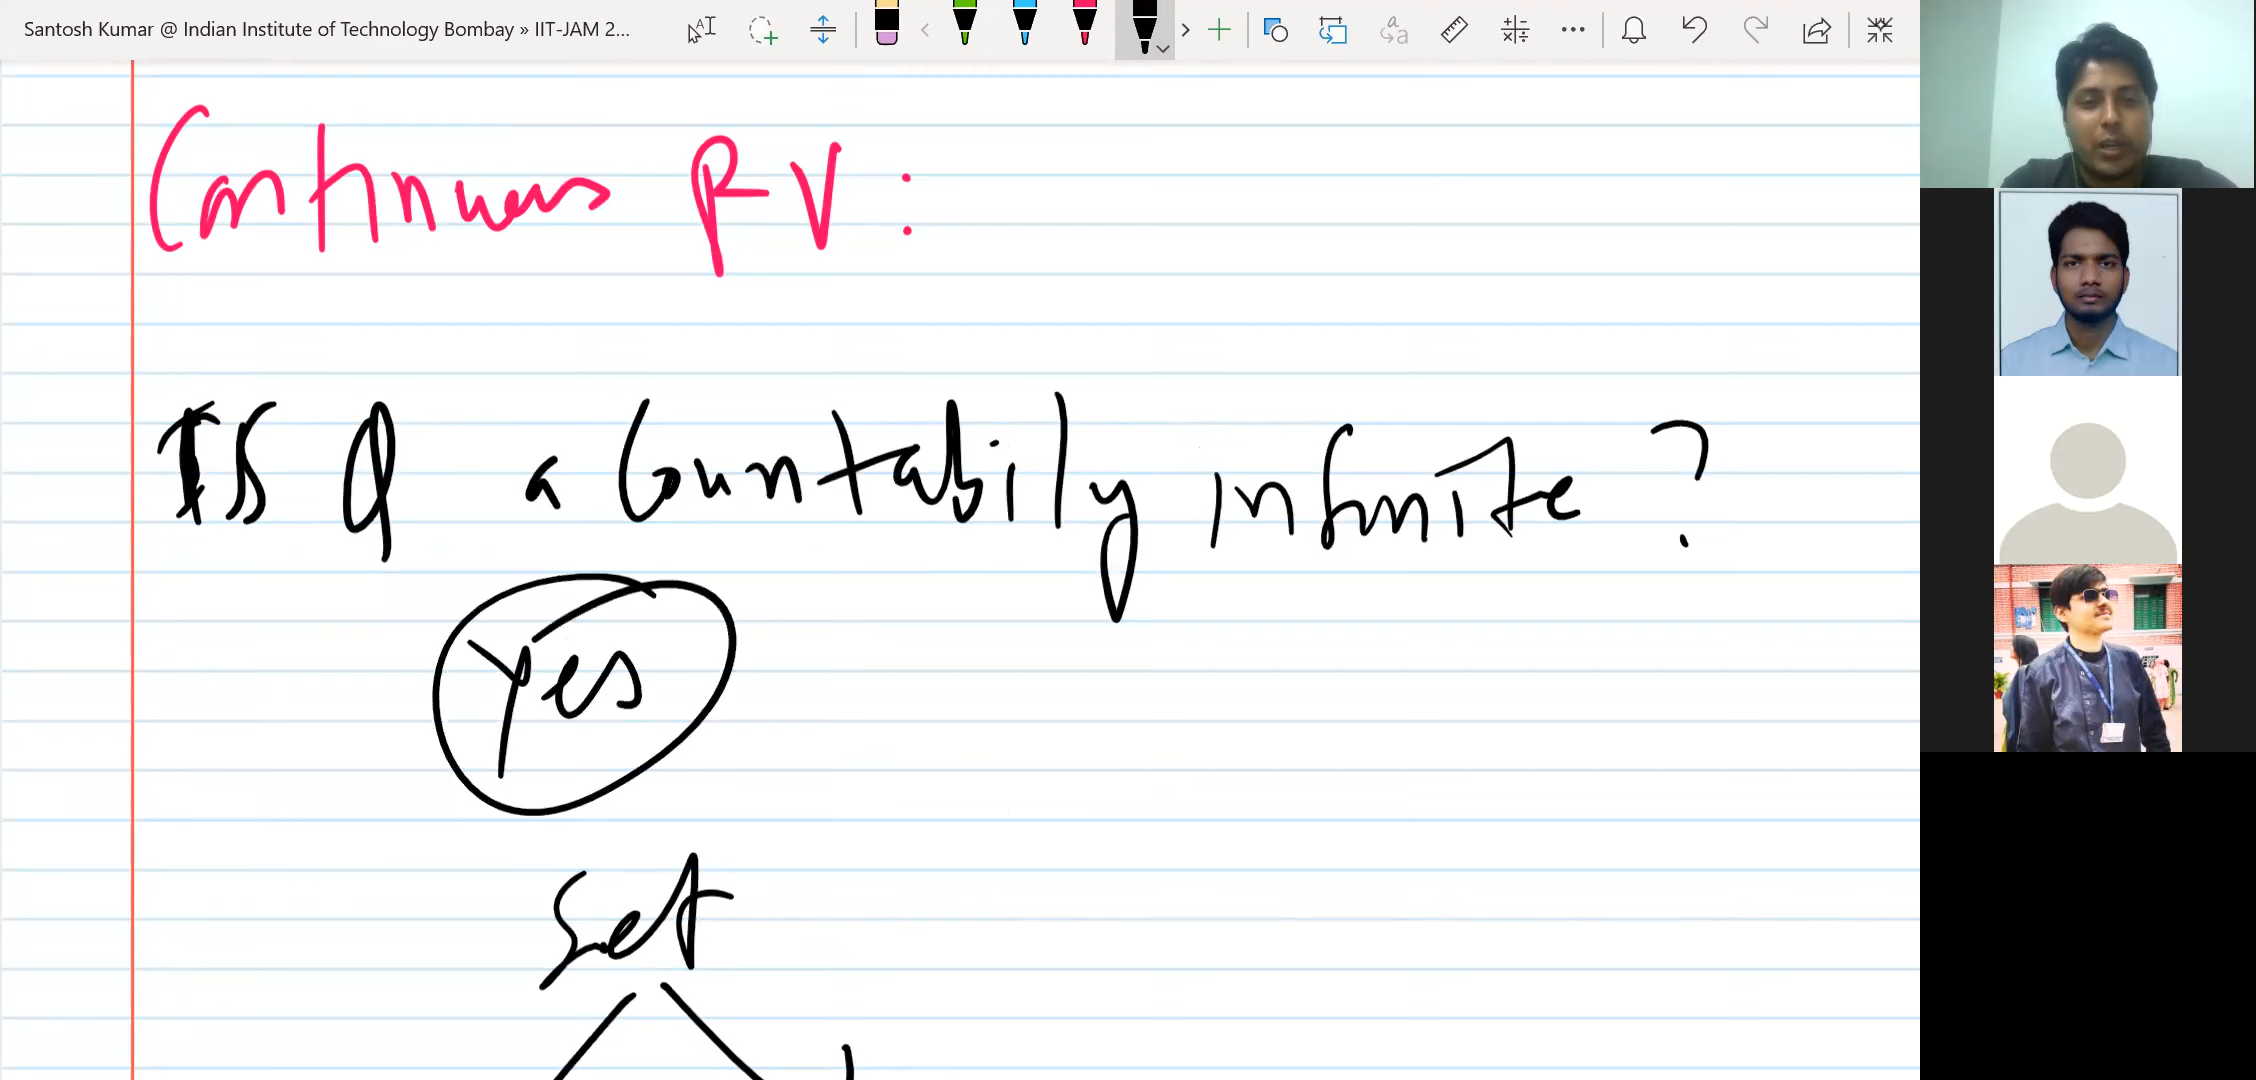 Santosh Kumar @ Indian Institute of Technology Bombay » IIT-JAM 2...
Continuous RV:
Is Q a Countabily infinite?
Yes
Set